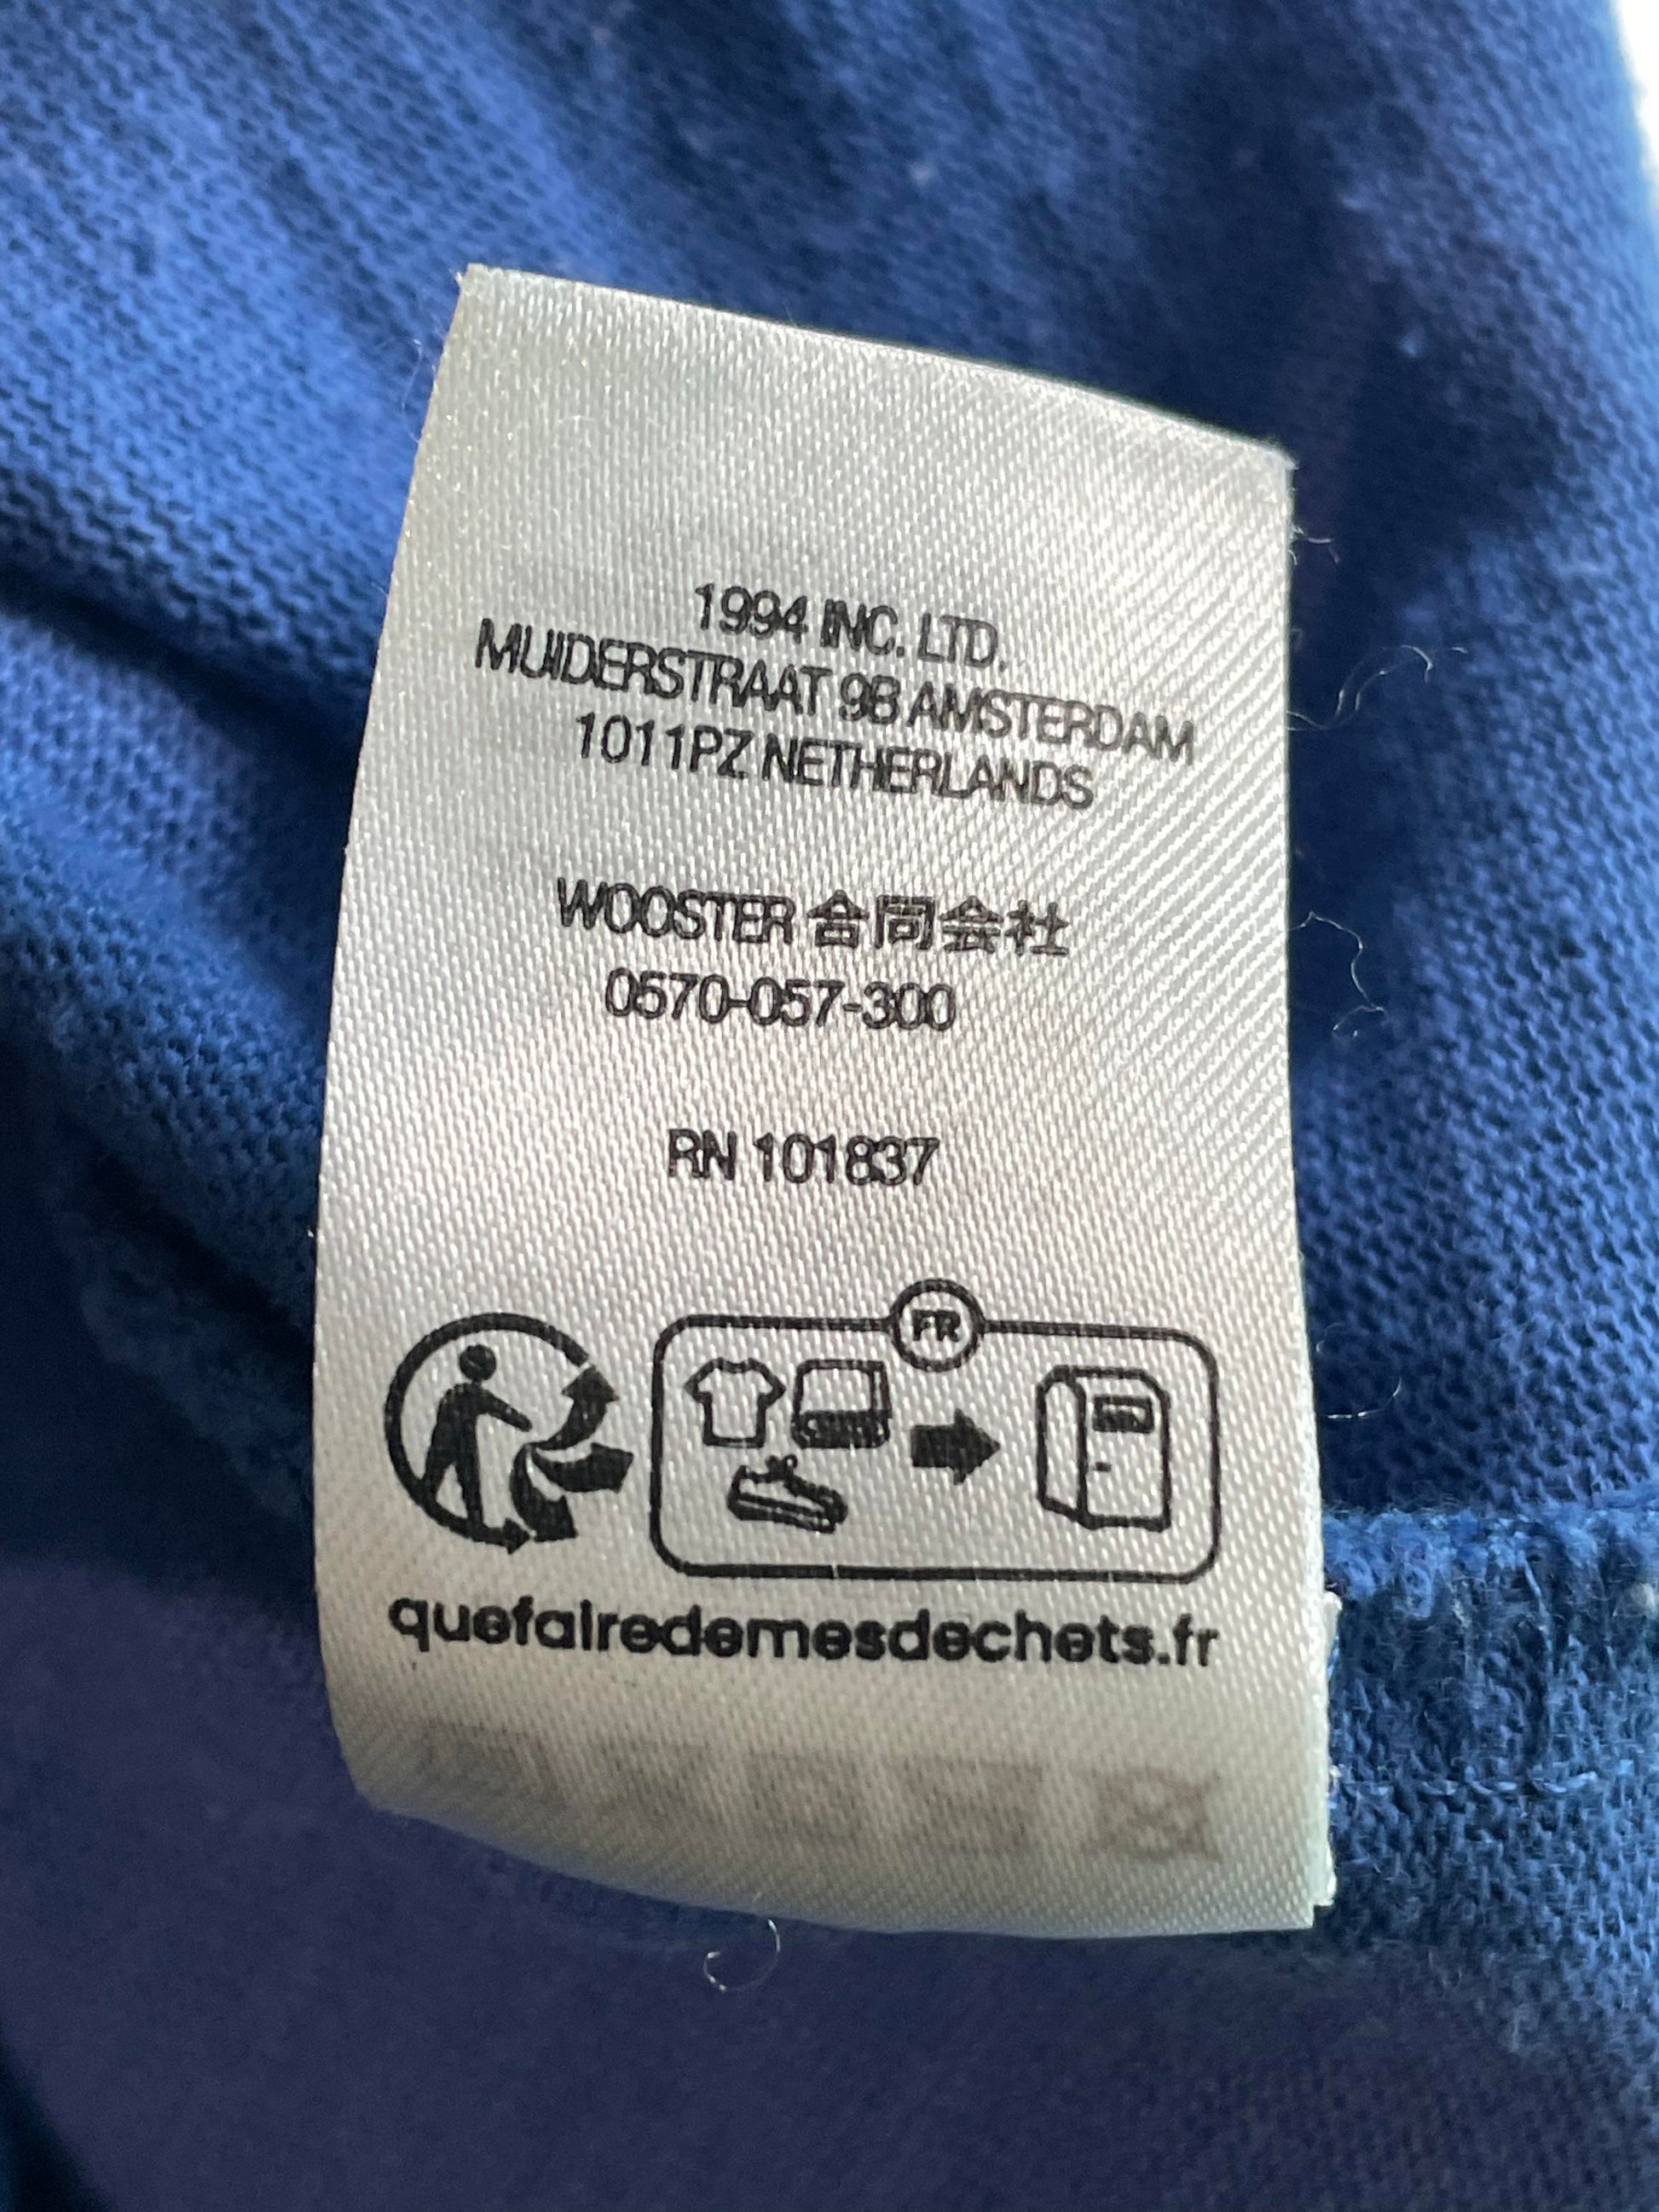 1994 INC. LTD.
MUIDERSTRAAT 9B AMSTERDAM
1011PZ NETHERLANDS
WOOSTER 合同会社
0570-057-300
RN 101837
FR
quefairedemesdechets.fr